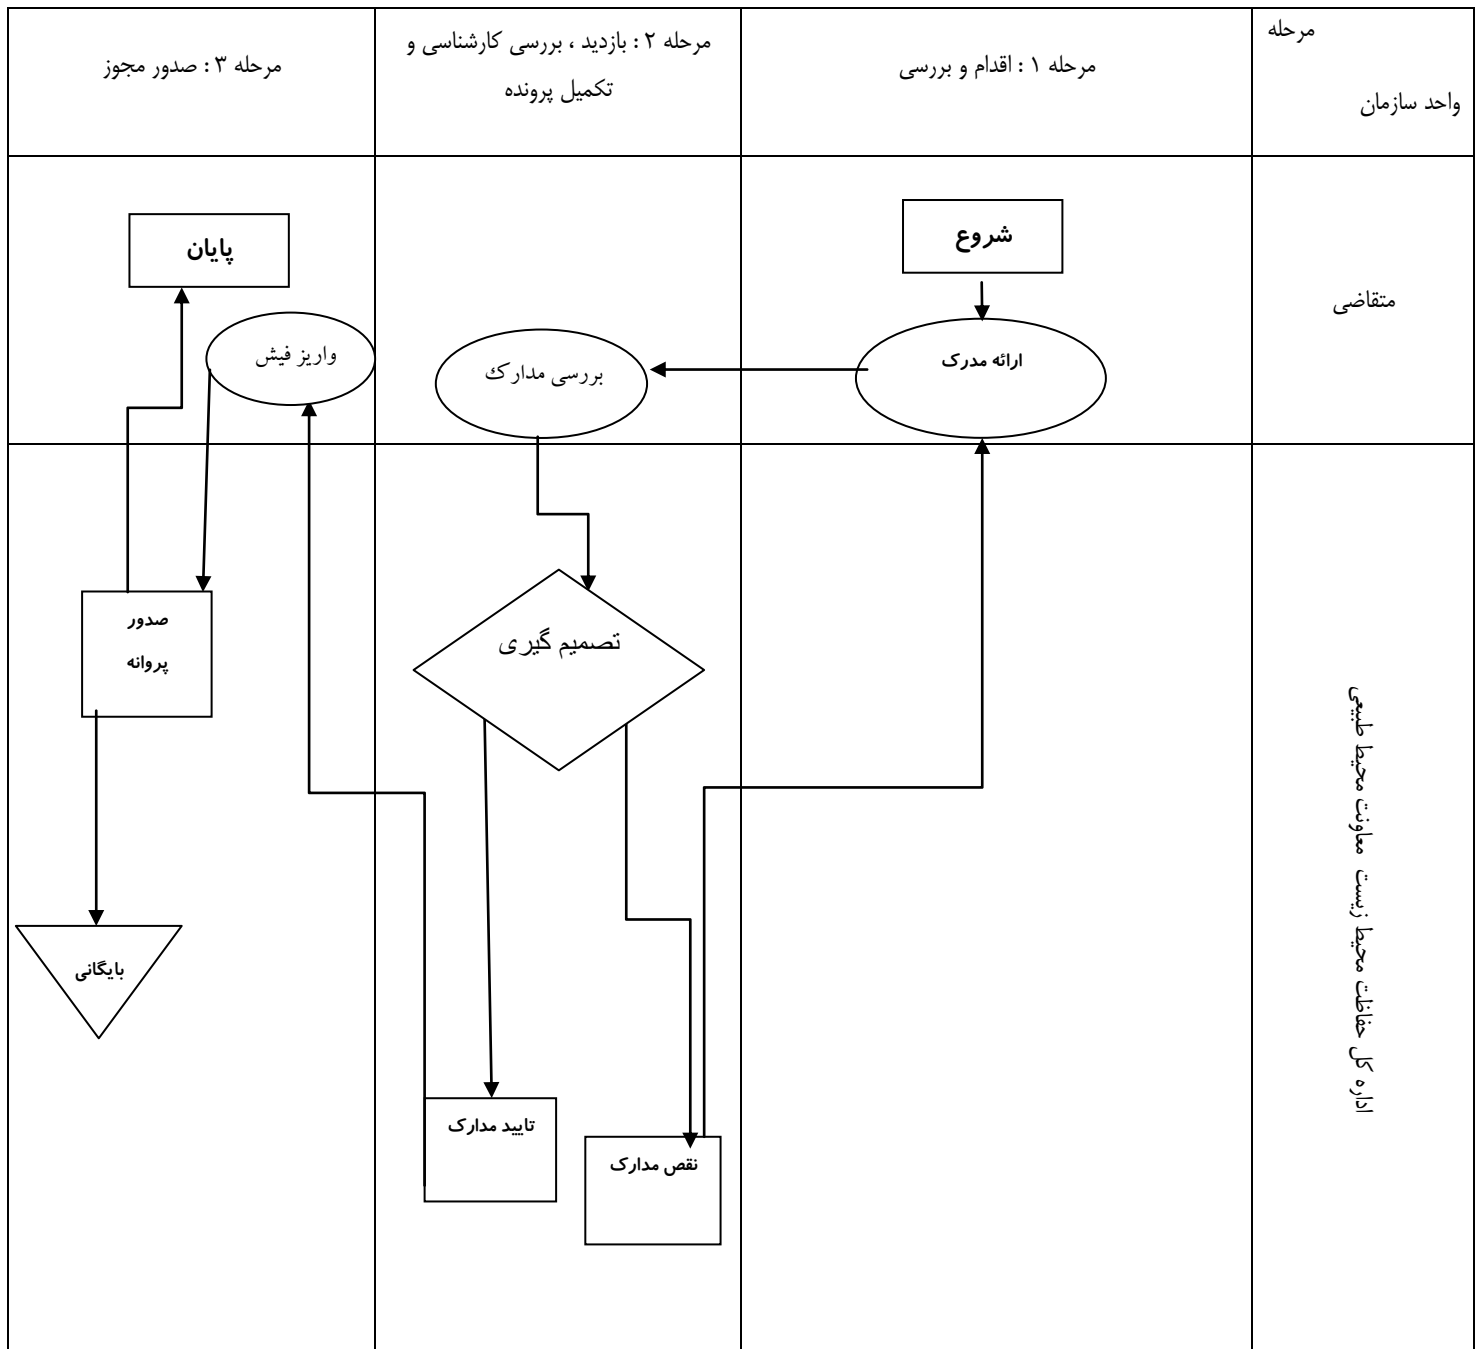 مرحله
واحد سازمان
مرحله ۱ : اقدام و بررسی
مرحله ۲ : بازدید ، بررسی کارشناسی و
تکمیل پرونده
مرحله ۳ : صدور مجوز
متقاضی
شروع
ارائه مدرک
بررسی مدارک
واریز فیش
پایان
اداره کل حفاظت محیط زیست معاونت محیط طبیعی
تصمیم گیری
تایید مدارک
نقص مدارک
صدور
پروانه
بایگانی